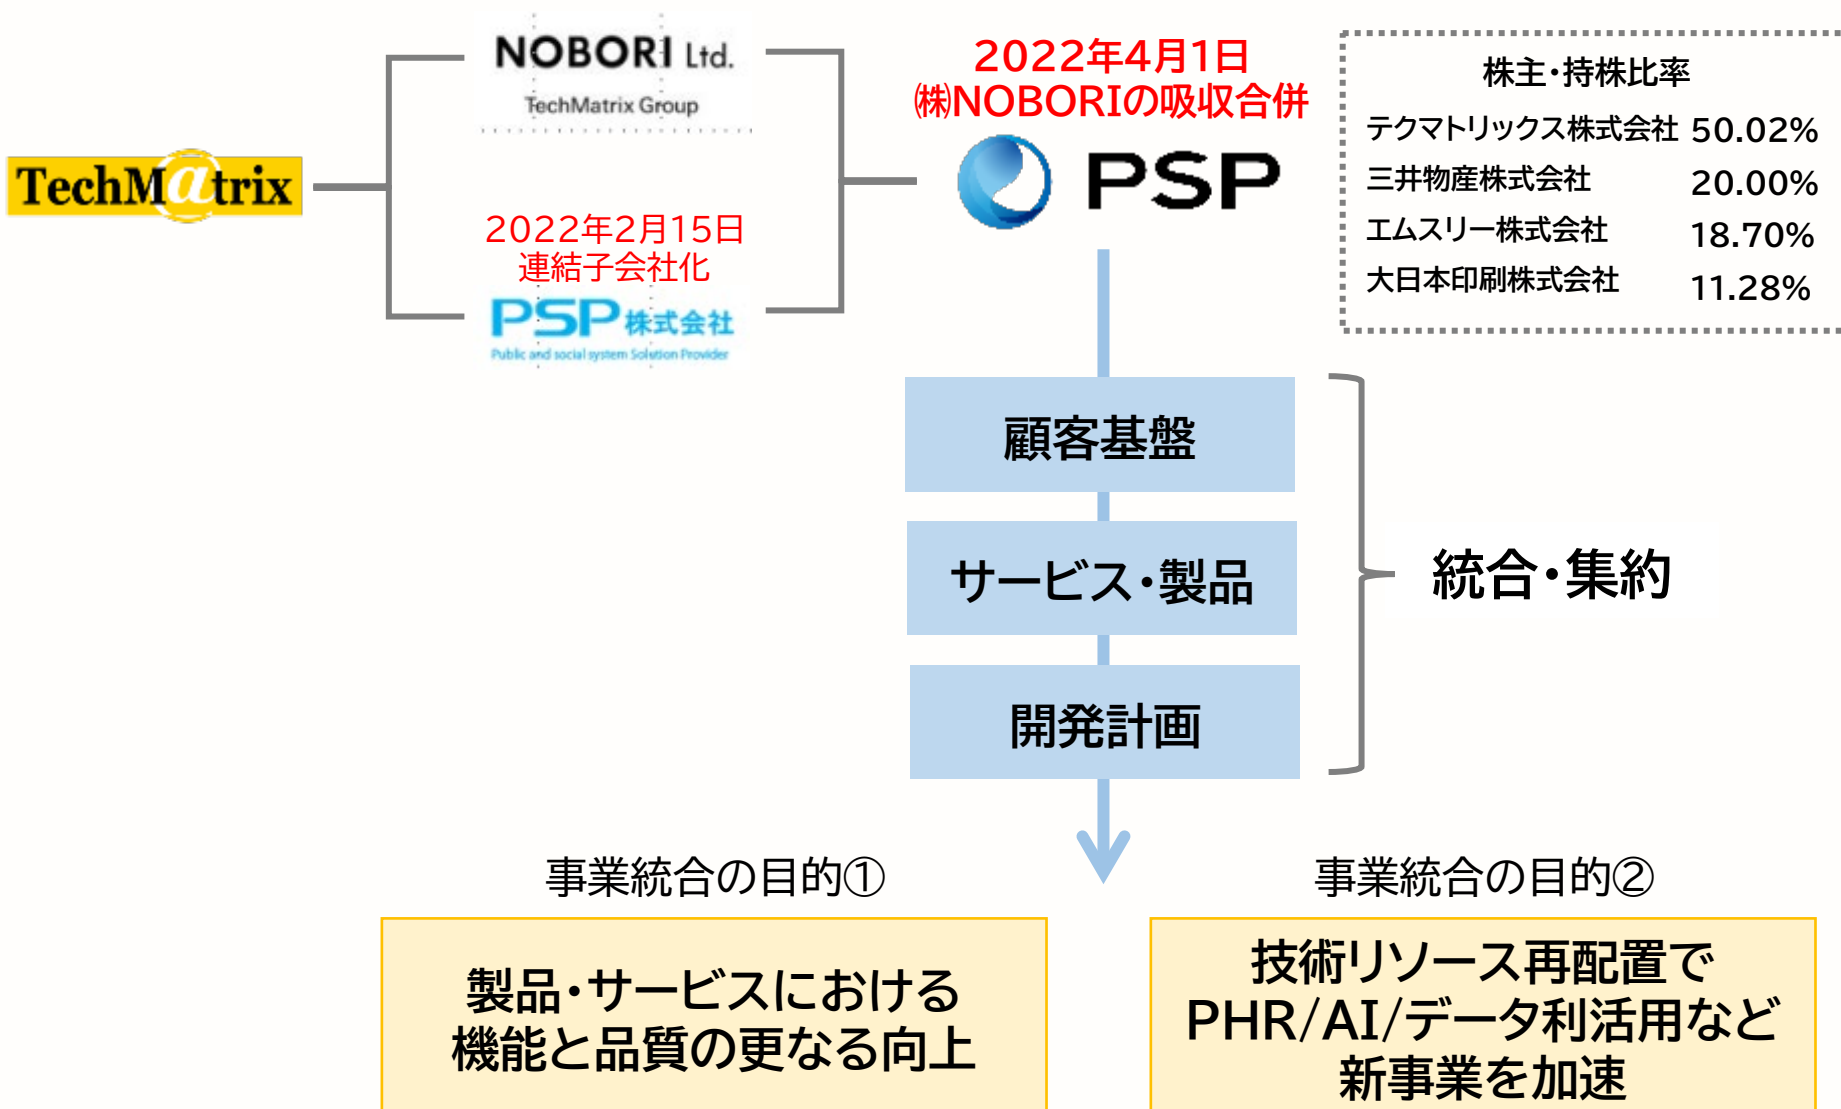 TechM@trix
NOBORI Ltd.
TechMatrix Group
2022年2月15日
連結子会社化
PSP株式会社
Public and social system Solution Provider
2022年4月1日
㈱NOBORIの吸収合併
PSP
株主・持株比率
テクマトリックス株式会社 50.02%
三井物産株式会社 20.00%
エムスリー株式会社 18.70%
大日本印刷株式会社 11.28%
顧客基盤
サービス・製品
開発計画
統合・集約
事業統合の目的①
製品・サービスにおける
機能と品質の更なる向上
事業統合の目的②
技術リソース再配置で
PHR/AI/データ利活用など
新事業を加速